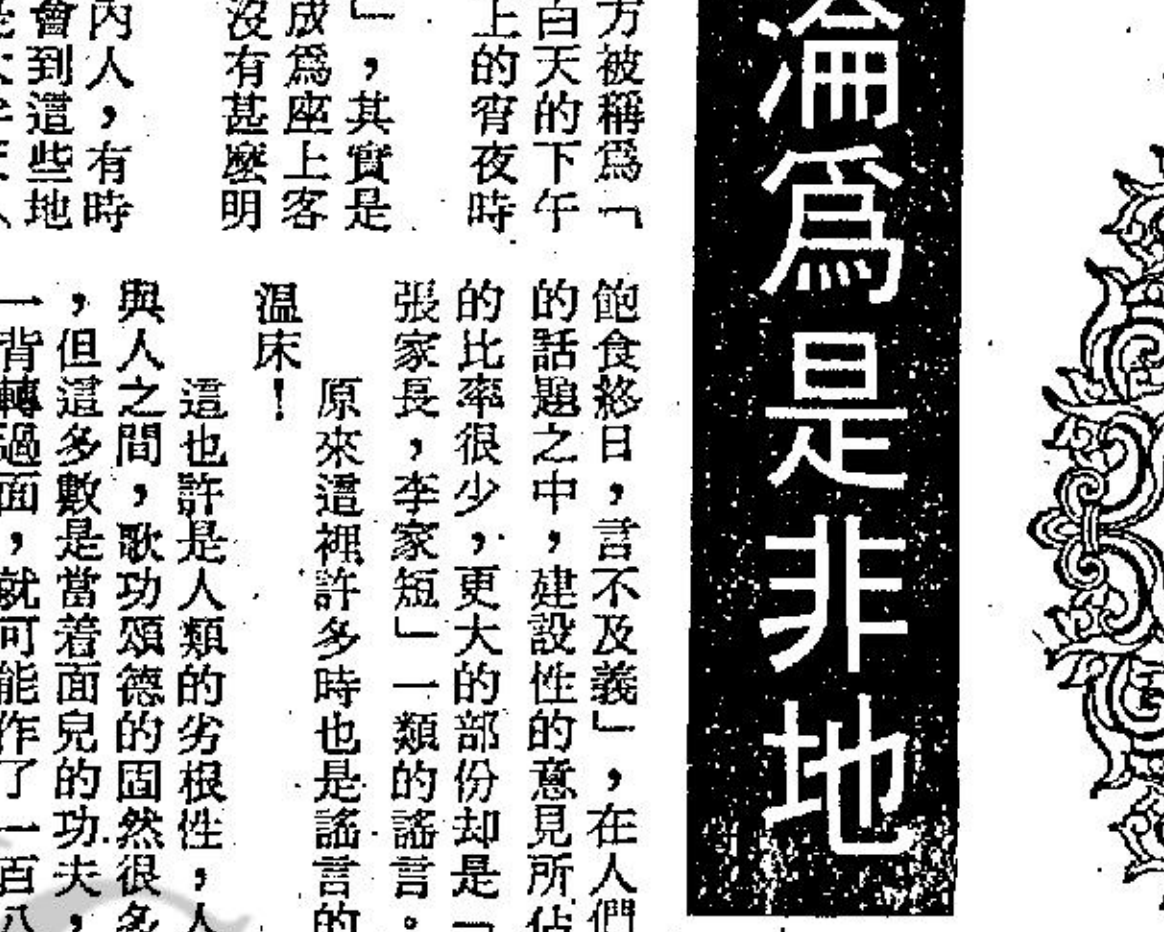 淪爲是非地
方被稱爲「
白天的下午
上的宵夜時
」，其實是
成爲座上客
沒有甚麽明
內人，有時
會到這些地
飽食終日，言不及義」，在人們
的話題之中，建設性的意見所佔
的比率很少，更大的部份却是「
張家長，李家短」一類的謠言。
原來這裡許多時也是謠言的
温床！
這也許是人類的劣根性，人
與人之間，歌功頌德的固然很多
，但這多數是當着面兒的功夫，
一背轉過面，就可能作了一百八